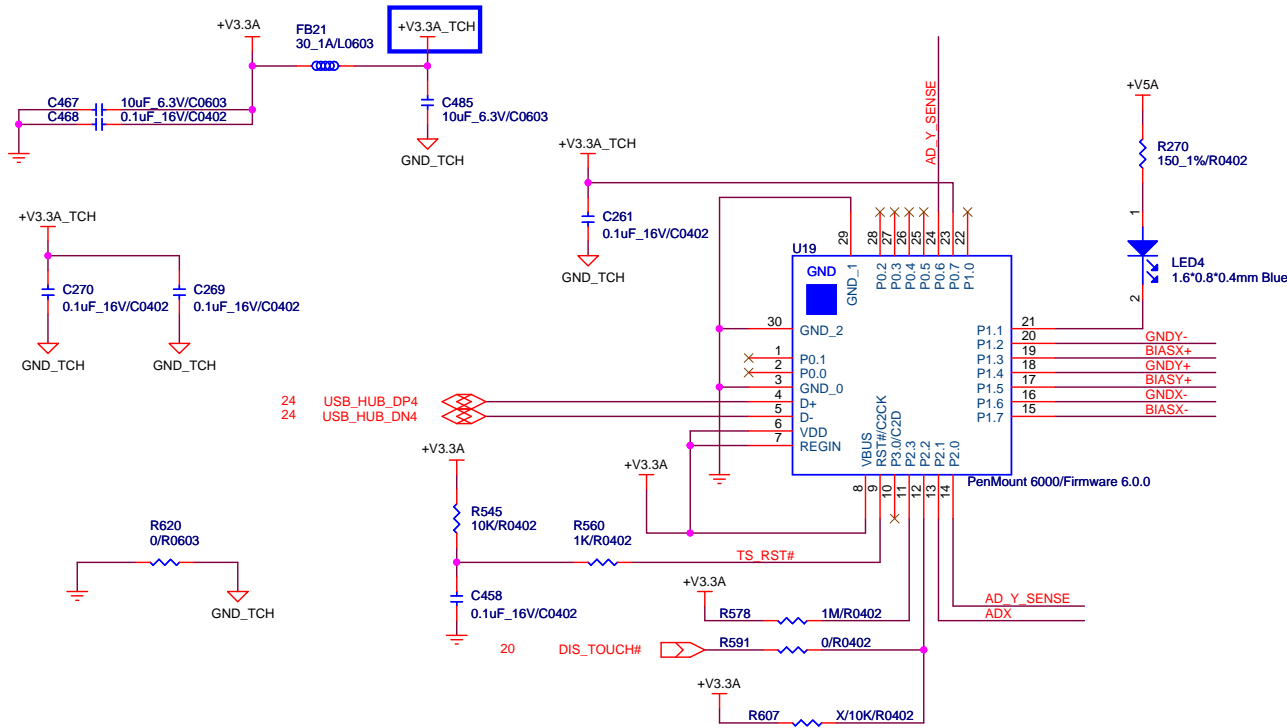 +V3.3A
FB21
30_1A/L0603
+V3.3A_TCH
C467
10uF_6.3V/C0603
C468
0.1uF_16V/C0402
C485
10uF_6.3V/C0603
GND_TCH
+V3.3A_TCH
C261
0.1uF_16V/C0402
GND_TCH
AD_Y_SENSE
+V5A
R270
150_1%/R0402
1
2
LED4
1.6*0.8*0.4mm Blue
+V3.3A_TCH
C270
0.1uF_16V/C0402
C269
0.1uF_16V/C0402
GND_TCH
GND_TCH
U19
GND
29
28
27
26
25
24
23
22
GND_1
P0.2
P0.3
P0.4
P0.5
P0.6
P0.7
P1.0
30
GND_2
1
P0.1
2
P0.0
3
GND_0
4
D+
5
D-
6
VDD
7
REGIN
P1.1
21
P1.2
20
GNDY-
P1.3
19
BIASX+
P1.4
18
GNDY+
P1.5
17
BIASY+
P1.6
16
GNDX-
P1.7
15
BIASX-
24
USB_HUB_DP4
24
USB_HUB_DN4
VBUS
RST#/C2CK
P3.0/C2D
P2.3
P2.2
P2.1
P2.0
8
9
10
11
12
13
14
PenMount 6000/Firmware 6.0.0
+V3.3A
+V3.3A
R545
10K/R0402
R560
1K/R0402
TS_RST#
C458
0.1uF_16V/C0402
R620
0/R0603
GND_TCH
+V3.3A
R578
1M/R0402
AD_Y_SENSE
ADX
20
DIS_TOUCH#
R591
0/R0402
+V3.3A
R607
X/10K/R0402